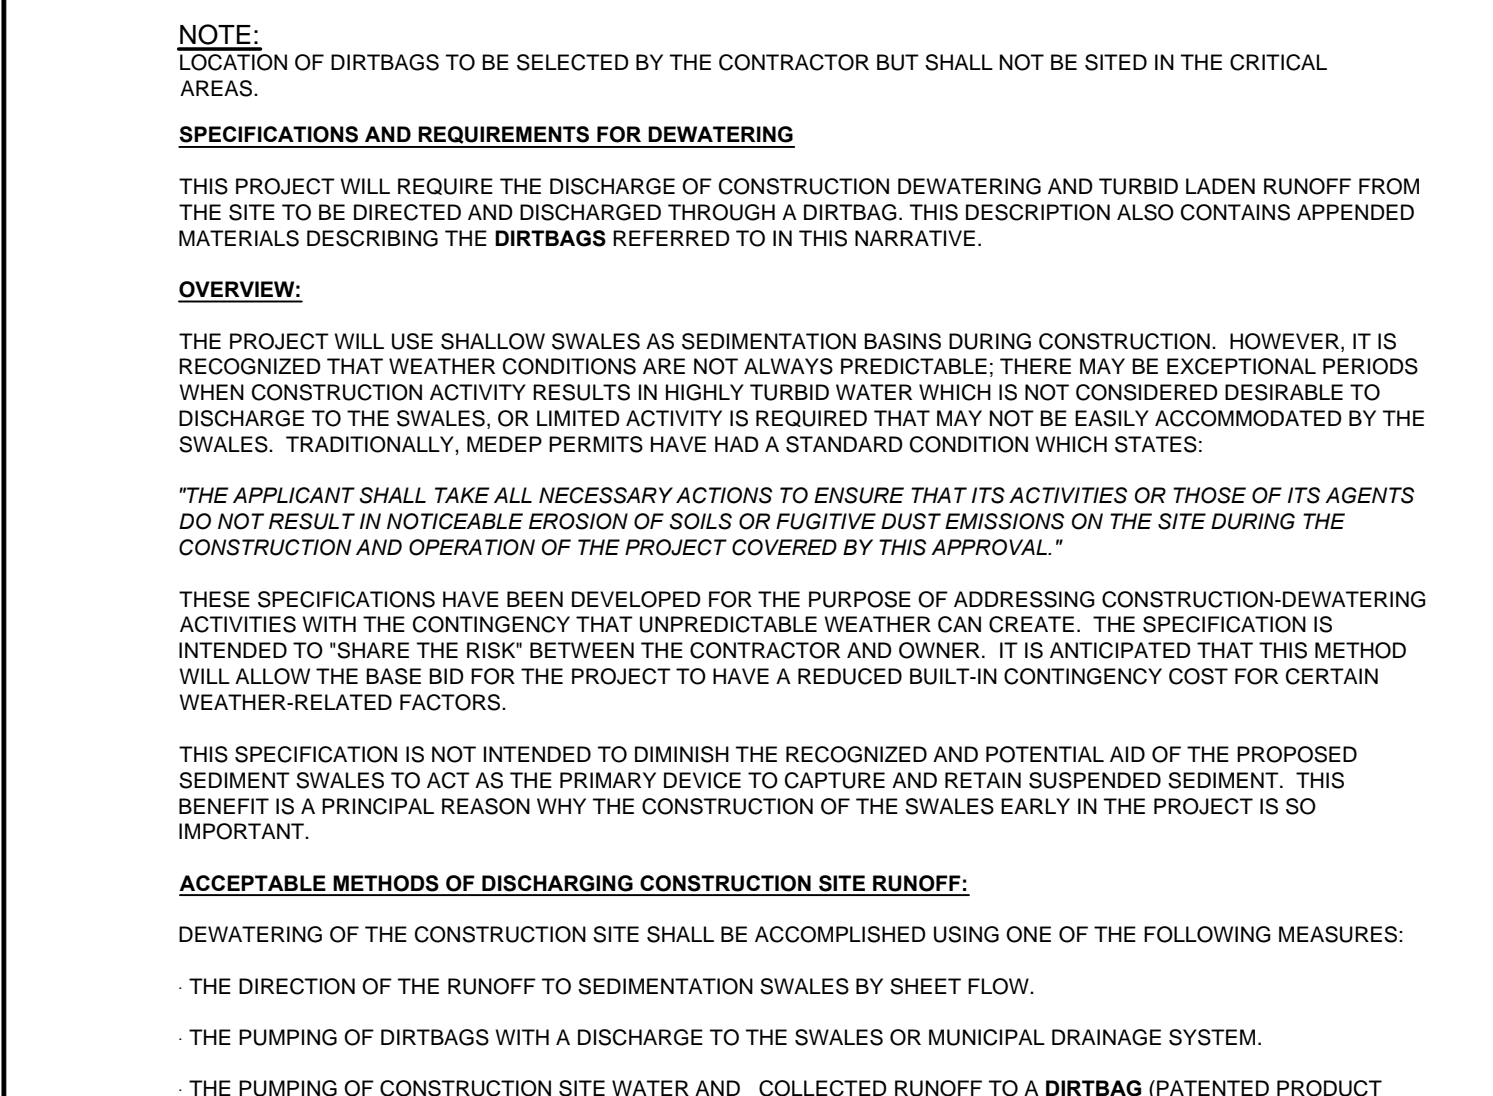 NOTE:
LOCATION OF DIRTBAGS TO BE SELECTED BY THE CONTRACTOR BUT SHALL NOT BE SITED IN THE CRITICAL
AREAS.
SPECIFICATIONS AND REQUIREMENTS FOR DEWATERING
THIS PROJECT WILL REQUIRE THE DISCHARGE OF CONSTRUCTION DEWATERING AND TURBID LADEN RUNOFF FROM
THE SITE TO BE DIRECTED AND DISCHARGED THROUGH A DIRTBAG. THIS DESCRIPTION ALSO CONTAINS APPENDED
MATERIALS DESCRIBING THE DIRTBAGS REFERRED TO IN THIS NARRATIVE.
OVERVIEW:
THE PROJECT WILL USE SHALLOW SWALES AS SEDIMENTATION BASINS DURING CONSTRUCTION.  HOWEVER, IT IS
RECOGNIZED THAT WEATHER CONDITIONS ARE NOT ALWAYS PREDICTABLE; THERE MAY BE EXCEPTIONAL PERIODS
WHEN CONSTRUCTION ACTIVITY RESULTS IN HIGHLY TURBID WATER WHICH IS NOT CONSIDERED DESIRABLE TO
DISCHARGE TO THE SWALES, OR LIMITED ACTIVITY IS REQUIRED THAT MAY NOT BE EASILY ACCOMMODATED BY THE
SWALES.  TRADITIONALLY, MEDEP PERMITS HAVE HAD A STANDARD CONDITION WHICH STATES:
"THE APPLICANT SHALL TAKE ALL NECESSARY ACTIONS TO ENSURE THAT ITS ACTIVITIES OR THOSE OF ITS AGENTS
DO NOT RESULT IN NOTICEABLE EROSION OF SOILS OR FUGITIVE DUST EMISSIONS ON THE SITE DURING THE
CONSTRUCTION AND OPERATION OF THE PROJECT COVERED BY THIS APPROVAL."
THESE SPECIFICATIONS HAVE BEEN DEVELOPED FOR THE PURPOSE OF ADDRESSING CONSTRUCTION-DEWATERING
ACTIVITIES WITH THE CONTINGENCY THAT UNPREDICTABLE WEATHER CAN CREATE.  THE SPECIFICATION IS
INTENDED TO "SHARE THE RISK" BETWEEN THE CONTRACTOR AND OWNER.  IT IS ANTICIPATED THAT THIS METHOD
WILL ALLOW THE BASE BID FOR THE PROJECT TO HAVE A REDUCED BUILT-IN CONTINGENCY COST FOR CERTAIN
WEATHER-RELATED FACTORS.
THIS SPECIFICATION IS NOT INTENDED TO DIMINISH THE RECOGNIZED AND POTENTIAL AID OF THE PROPOSED
SEDIMENT SWALES TO ACT AS THE PRIMARY DEVICE TO CAPTURE AND RETAIN SUSPENDED SEDIMENT.  THIS
BENEFIT IS A PRINCIPAL REASON WHY THE CONSTRUCTION OF THE SWALES EARLY IN THE PROJECT IS SO
IMPORTANT.
ACCEPTABLE METHODS OF DISCHARGING CONSTRUCTION SITE RUNOFF:
DEWATERING OF THE CONSTRUCTION SITE SHALL BE ACCOMPLISHED USING ONE OF THE FOLLOWING MEASURES:
· THE DIRECTION OF THE RUNOFF TO SEDIMENTATION SWALES BY SHEET FLOW.
· THE PUMPING OF DIRTBAGS WITH A DISCHARGE TO THE SWALES OR MUNICIPAL DRAINAGE SYSTEM.
· THE PUMPING OF CONSTRUCTION SITE WATER AND   COLLECTED RUNOFF TO A DIRTBAG (PATENTED PRODUCT